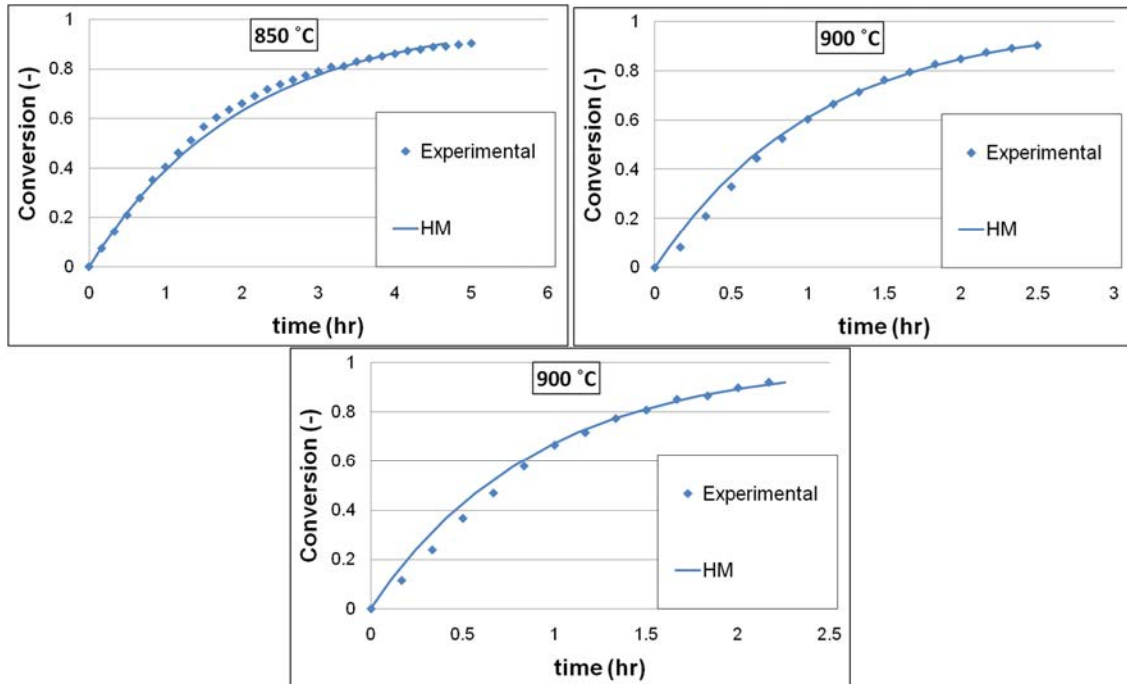 850 ˚C
Conversion (-)
1
0.8
0.6
0.4
0.2
0
Experimental
HM
0 1 2 3 4 5 6
time (hr)
900 ˚C
Conversion (-)
1
0.8
0.6
0.4
0.2
0
Experimental
HM
0 0.5 1 1.5 2 2.5 3
time (hr)
900 ˚C
Conversion (-)
1
0.8
0.6
0.4
0.2
0
Experimental
HM
0 0.5 1 1.5 2 2.5
time (hr)